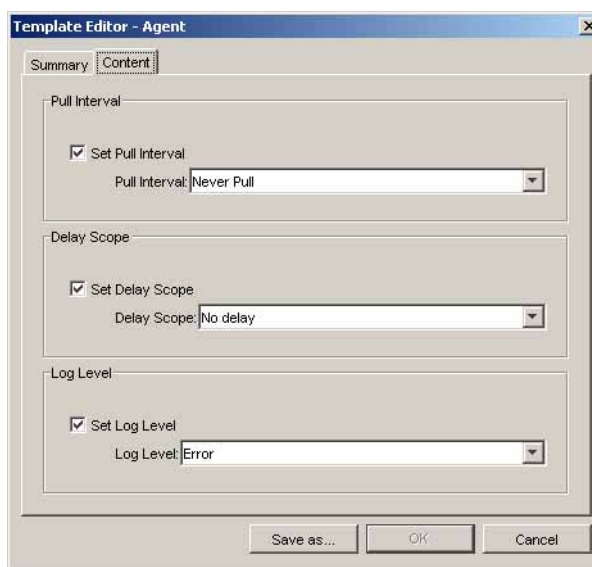 Template Editor - Agent
Summary Content
Pull Interval
Set Pull Interval
Pull Interval: Never Pull
Delay Scope
Set Delay Scope
Delay Scope: No delay
Log Level
Set Log Level
Log Level: Error
Save as... OK Cancel